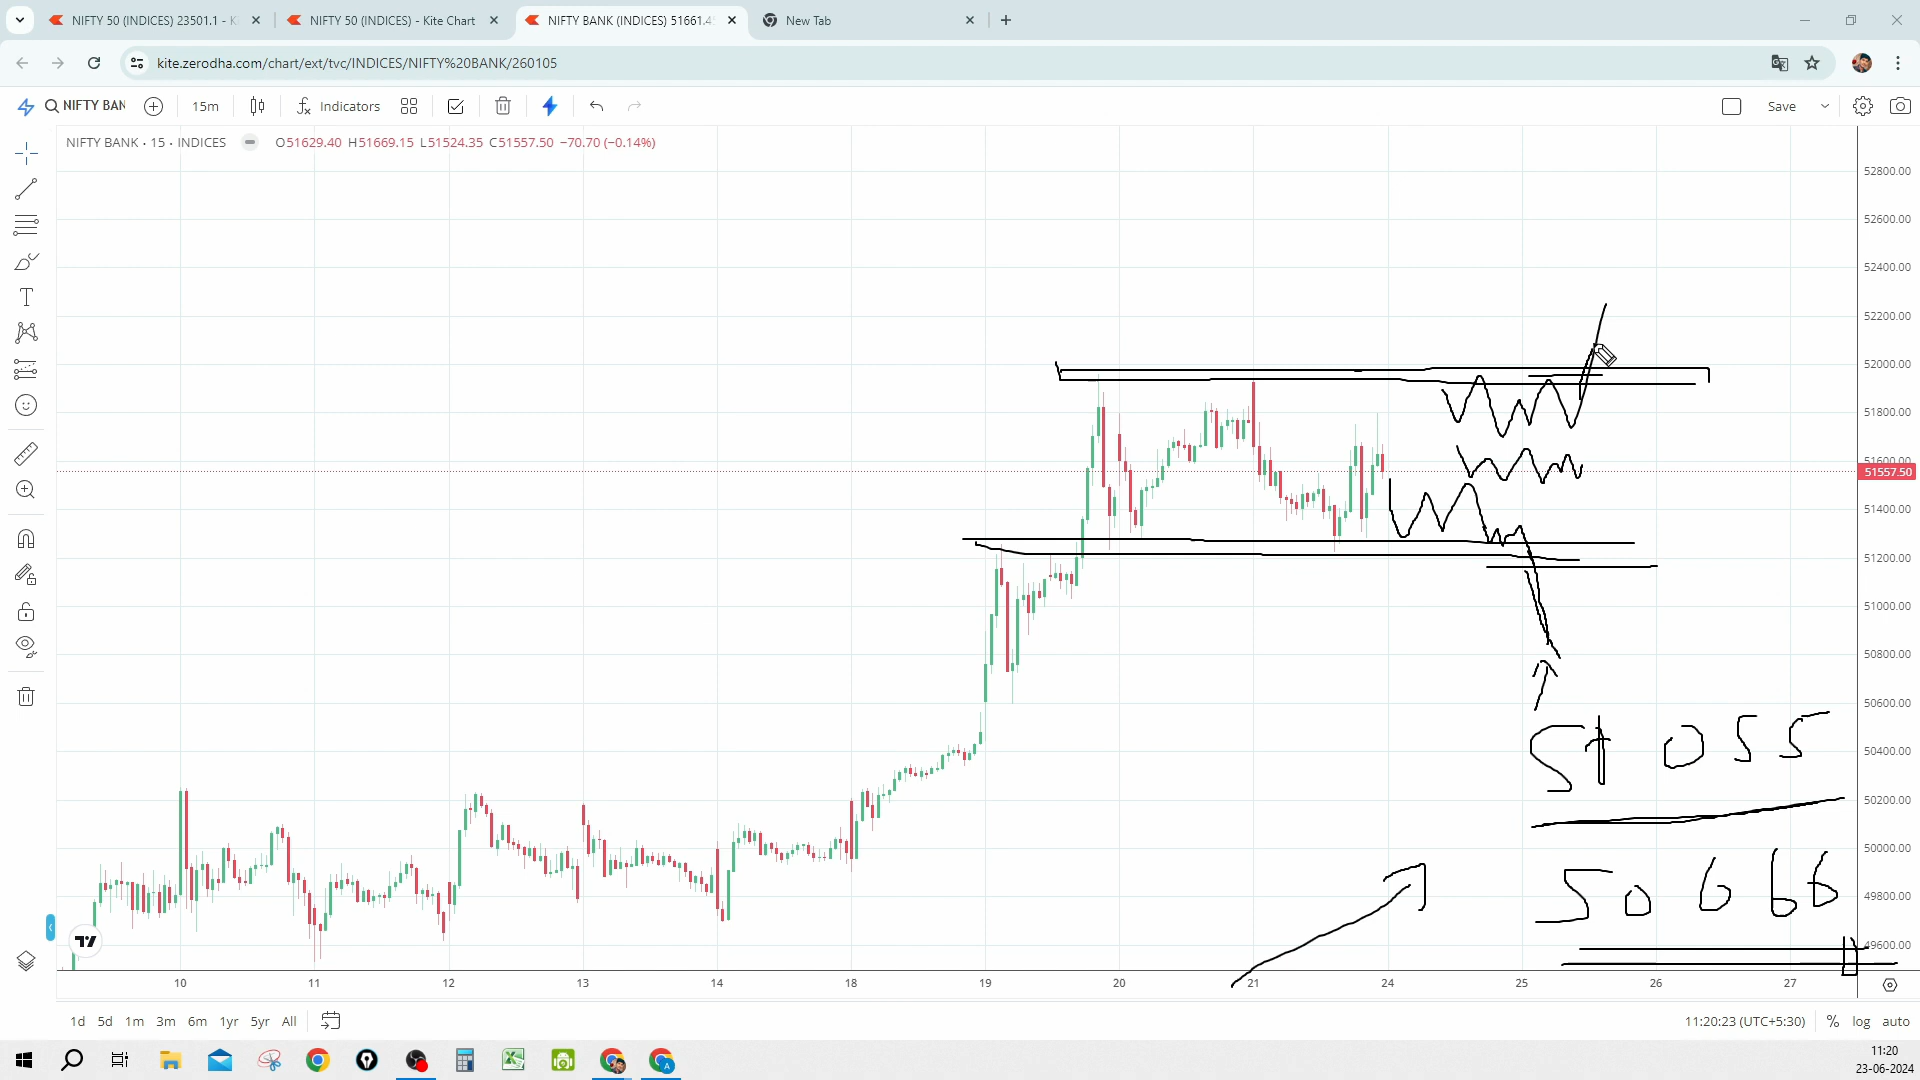 NIFTY 50 (INDICES) 23501.1 - K
NIFTY 50 (INDICES) - Kite Chart
NIFTY BANK (INDICES) 51661.4
New Tab
kite.zerodha.com/chart/ext/tvc/INDICES/NIFTY%20BANK/260105
NIFTY BAN
15m
Indicators
Save
NIFTY BANK · 15 · INDICES
O51629.40 H51669.15 L51524.35 C51557.50 −70.70 (−0.14%)
52800.00
52600.00
52400.00
52200.00
52000.00
51800.00
51600.00
51557.50
51400.00
51200.00
51000.00
50800.00
50600.00
50400.00
50200.00
50000.00
49800.00
49600.00
51 055
50 666
10 11 12 13 14 18 19 20 21 24 25 26 27
1d 5d 1m 3m 6m 1yr 5yr All
11:20:23 (UTC+5:30) % log auto
11:20
23-06-2024